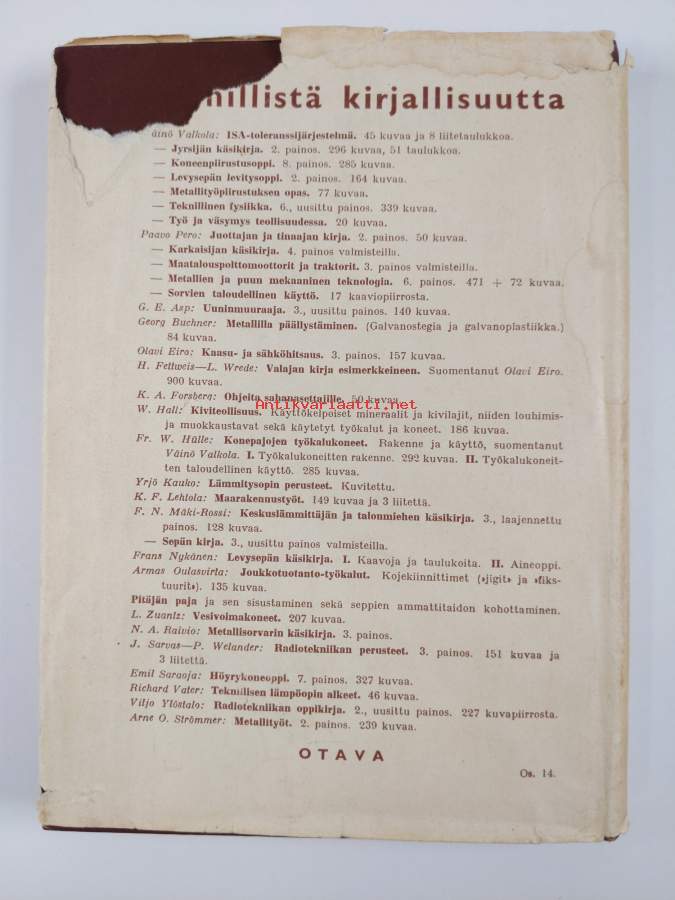 nillistä kirjallisuutta
äinö Valkola: ISA-toleranssijärjestelmä. 45 kuvaa ja 8 liitetaulukkoa.
— Jyrsijän käsikirja. 2. painos. 296 kuvaa, 51 taulukkoa.
— Koneenpiirustusoppi. 8. painos. 285 kuvaa.
— Levysepän levitysoppi. 2. painos. 164 kuvaa.
— Metallityöpiirustuksen opas. 77 kuvaa.
— Teknillinen fysiikka. 6., uusittu painos. 339 kuvaa.
— Työ ja väsymys teollisuudessa. 20 kuvaa.
Paavo Pero: Juottajan ja tinaajan kirja. 2. painos. 50 kuvaa.
— Karkaisijan käsikirja. 4. painos valmisteilla.
— Maatalouspolttomoottorit ja traktorit. 3. painos valmisteilla.
— Metallien ja puun mekaaninen teknologia. 6. painos. 471 + 72 kuvaa.
— Sorvien taloudellinen käyttö. 17 kaaviopiirrosta.
G. E. Asp: Uuninmuuraaja. 3., uusittu painos. 140 kuvaa.
Georg Buchner: Metallilla päällystäminen. (Galvanostegia ja galvanoplastiikka.)
84 kuvaa.
Olavi Eiro: Kaasu- ja sähköhitsaus. 3. painos. 157 kuvaa.
H. Fettweis—L. Wrede: Valajan kirja esimerkkeineen. Suomentanut Olavi Eiro.
900 kuvaa.
K. A. Forsberg: Ohjeita sahanasettajille. 50 kuvaa.
Antikvariaatti.net
W. Hall: Kiviteollisuus. Käyttökelpoiset mineraalit ja kivilajit, niiden louhimis-
ja muokkaustavat sekä käytetyt työkalut ja koneet. 186 kuvaa.
Fr. W. Hülle: Konepajojen työkalukoneet. Rakenne ja käyttö, suomentanut
Väinö Valkola. I. Työkalukoneitten rakenne. 292 kuvaa. II. Työkalukoneit-
ten taloudellinen käyttö. 285 kuvaa.
Yrjö Kauko: Lämmitysopin perusteet. Kuvitettu.
K. F. Lehtola: Maarakennustyöt. 149 kuvaa ja 3 liitettä.
F. N. Mäki-Rossi: Keskuslämmittäjän ja talonmiehen käsikirja. 3., laajennettu
painos. 128 kuvaa.
— Sepän kirja. 3., uusittu painos valmisteilla.
Frans Nykänen: Levysepän käsikirja. I. Kaavoja ja taulukoita. II. Aineoppi.
Armas Oulasvirta: Joukkotuotanto-työkalut. Kojekiinnittimet (»jigit» ja »fiks-
tuurit»). 135 kuvaa.
Pitäjän paja ja sen sisustaminen sekä seppien ammattitaidon kohottaminen.
L. Zuantz: Vesivoimakoneet. 207 kuvaa.
N. A. Raivio: Metallisorvarin käsikirja. 3. painos.
J. Sarvas—P. Welander: Radiotekniikan perusteet. 3. painos. 151 kuvaa ja
3 liitettä.
Emil Saraoja: Höyrykoneoppi. 7. painos. 327 kuvaa.
Richard Vater: Teknillisen lämpöopin alkeet. 46 kuvaa.
Viljo Ylöstalo: Radiotekniikan oppikirja. 2., uusittu painos. 227 kuvapiirrosta.
Arne O. Strömmer: Metallityöt. 2. painos. 239 kuvaa.
OTAVA
Os. 14.